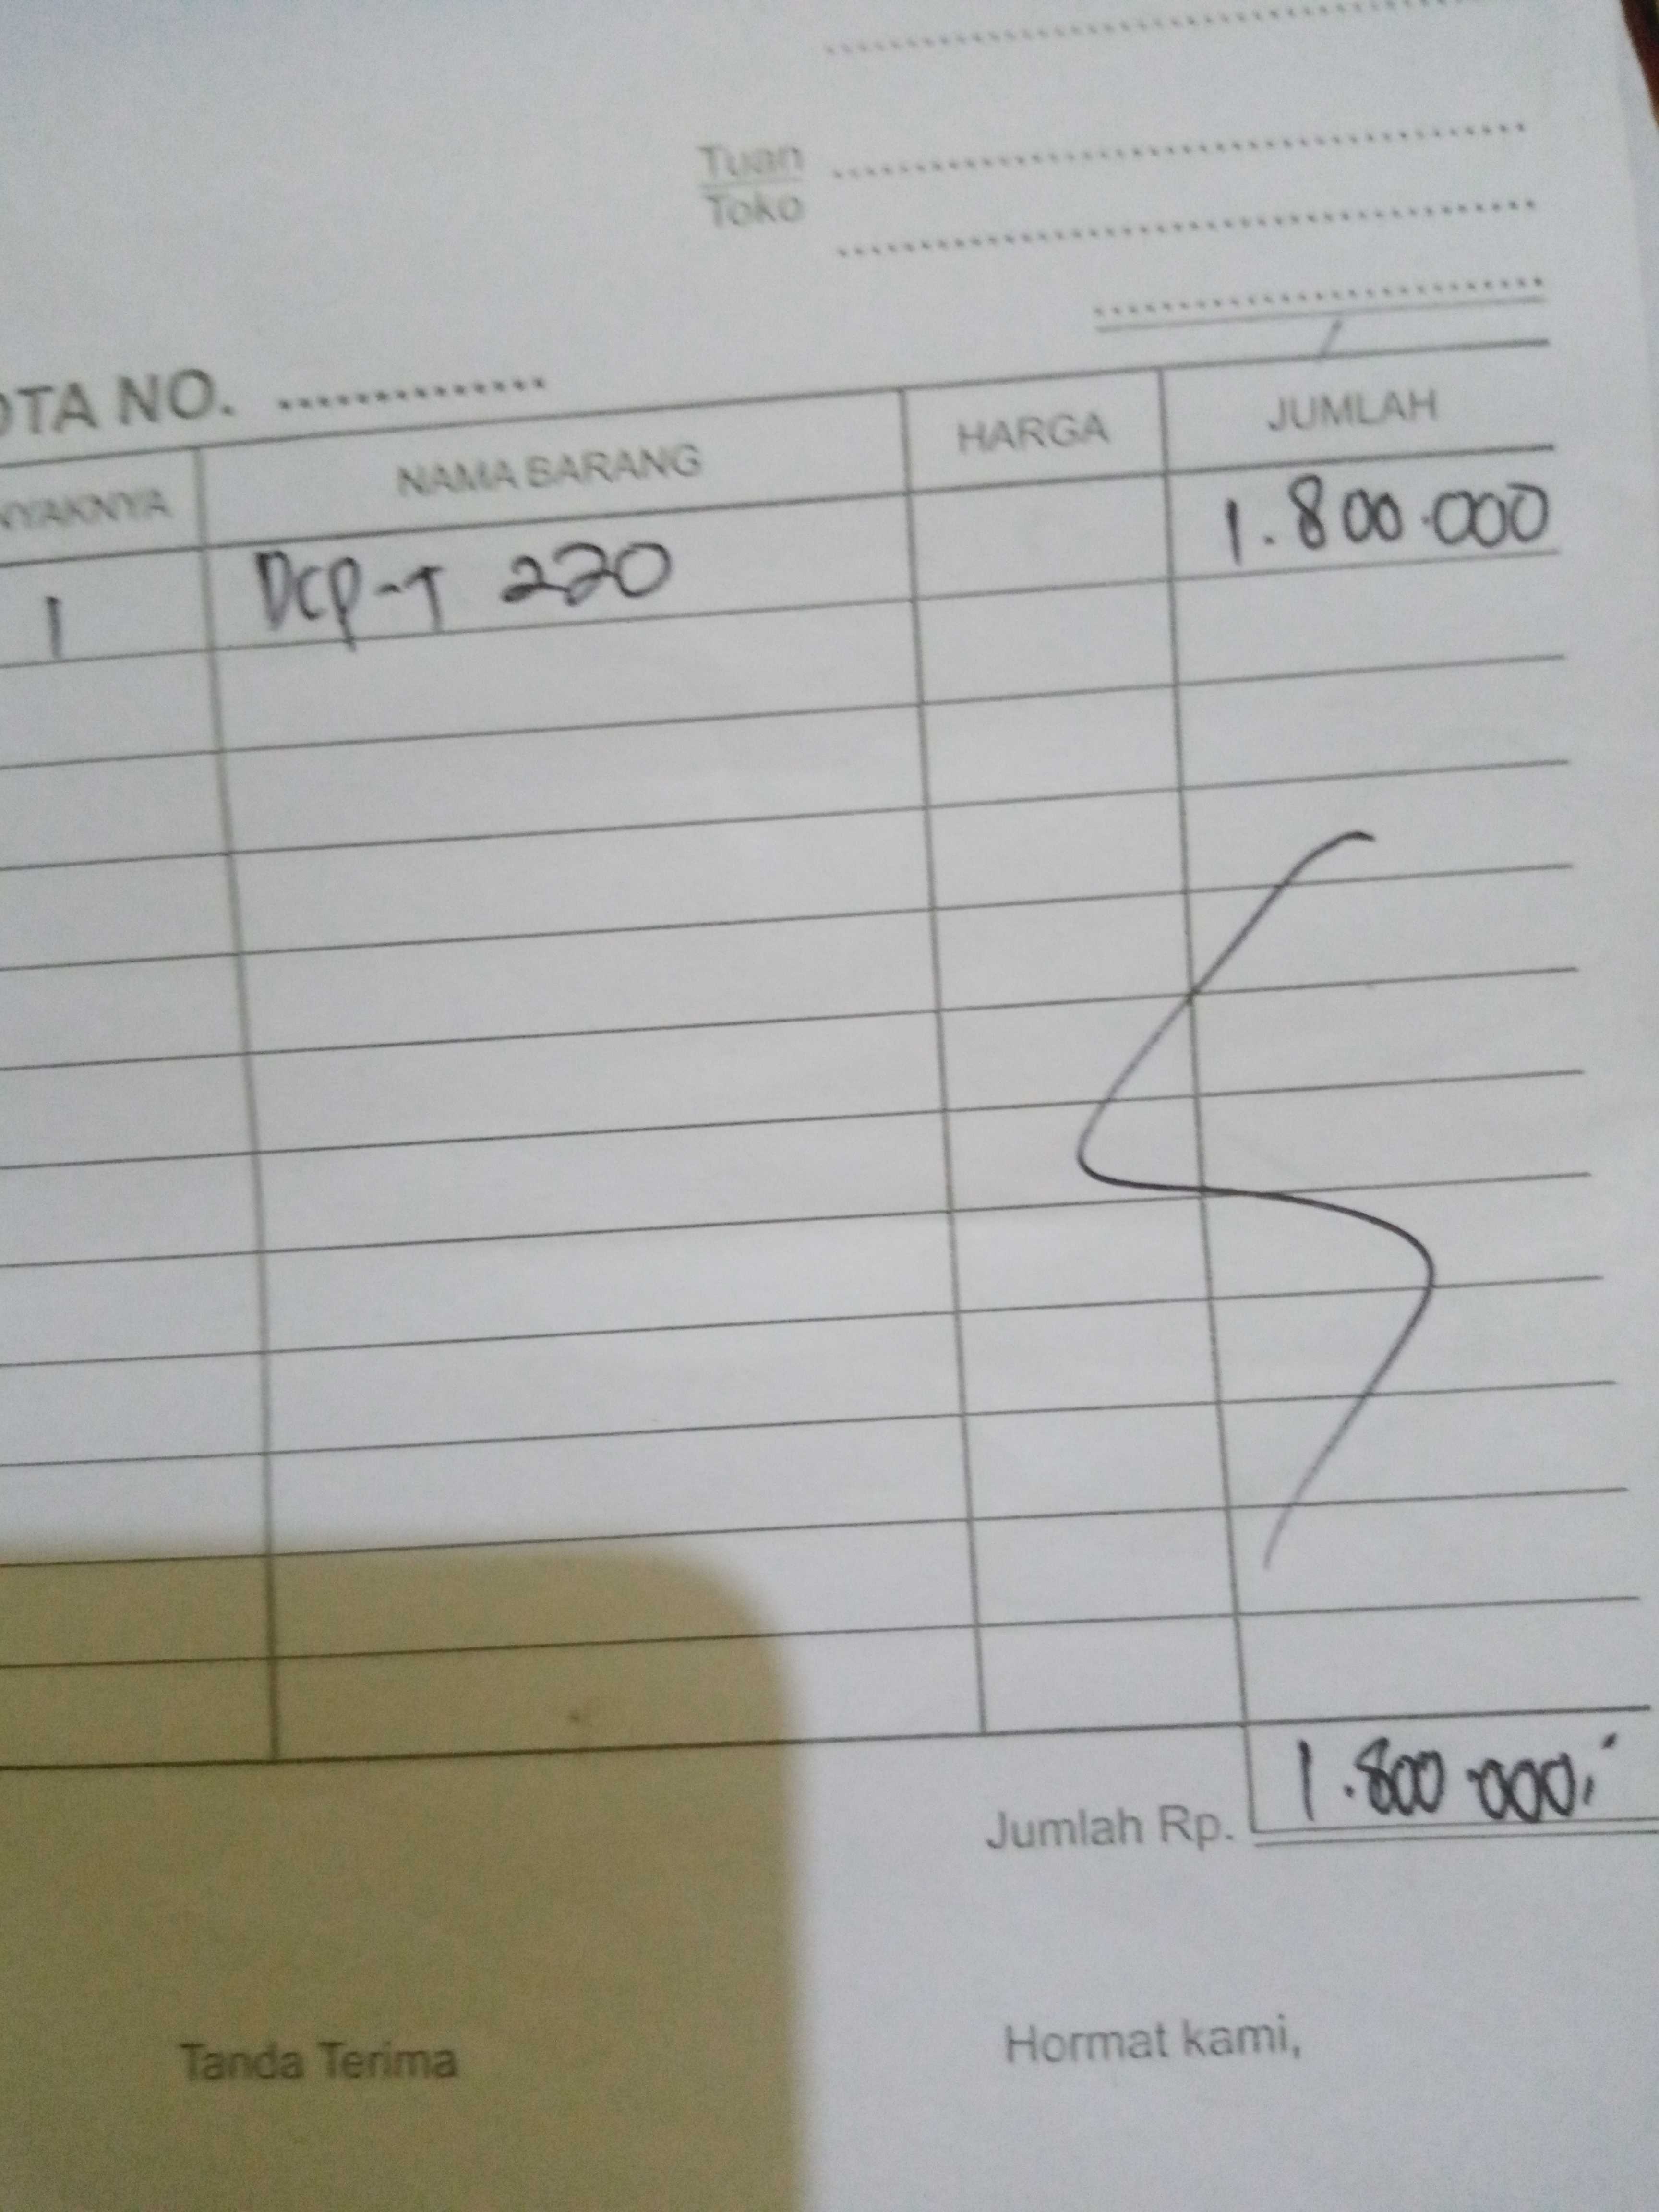 Tuan
Toko
OTA NO. ..............
NYAKNYA NAMA BARANG HARGA JUMLAH
1 DCP-T 220 1.800.000
Jumlah Rp. 1.800.000,-
Tanda Terima Hormat kami,